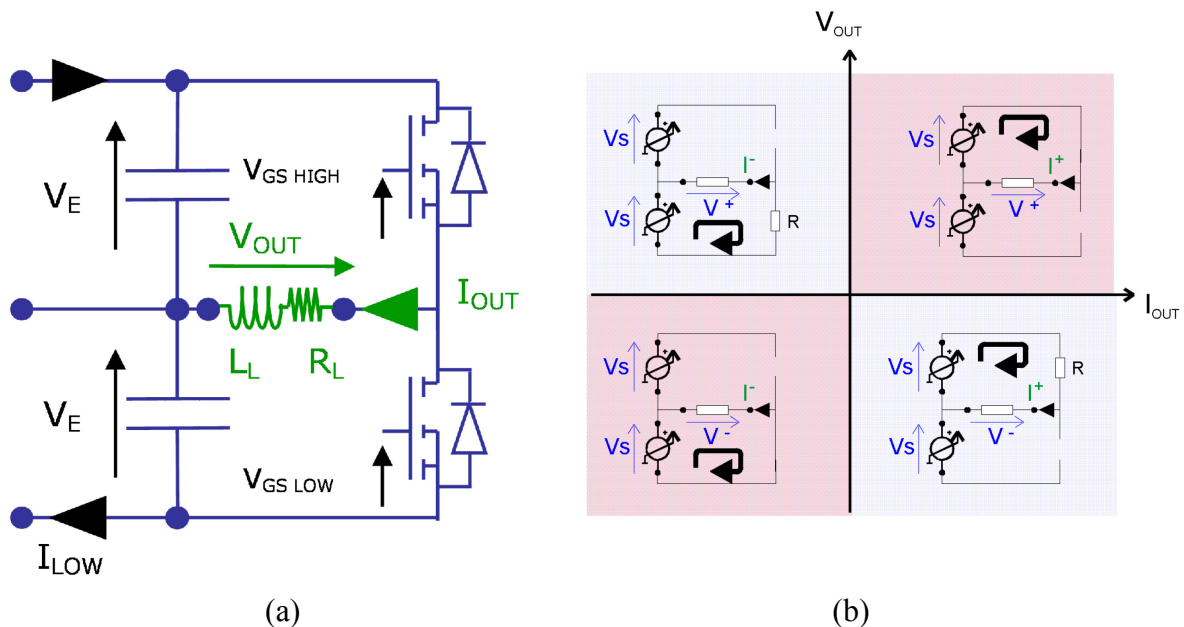 V_E
V_GS HIGH
V_OUT
I_OUT
L_L R_L
V_E
V_GS LOW
I_LOW
(a)
V_OUT
Vs
I-
Vs
V+
R
Vs
I+
Vs
V+
I_OUT
Vs
I-
Vs
V-
Vs
R
I+
Vs
V-
(b)